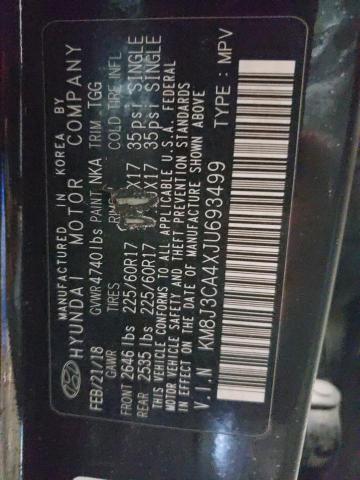 MANUFACTURED IN KOREA BY
HYUNDAI MOTOR COMPANY
FEB/21/18 GVWR 4740lbs PAINT NKA TRIM TGG
GAWR TIRES COLD TIRE INFL
FRONT 2646 lbs 225/60R17 X17 35psi SINGLE
REAR 2535 lbs 225/60R17 X17 35psi SINGLE
THIS VEHICLE CONFORMS TO ALL APPLICABLE U.S.A. FEDERAL
MOTOR VEHICLE SAFETY AND THEFT PREVENTION STANDARDS
IN EFFECT ON THE DATE OF MANUFACTURE SHOWN ABOVE
V.I.N KM8J3CA4XJU693499 TYPE : MPV